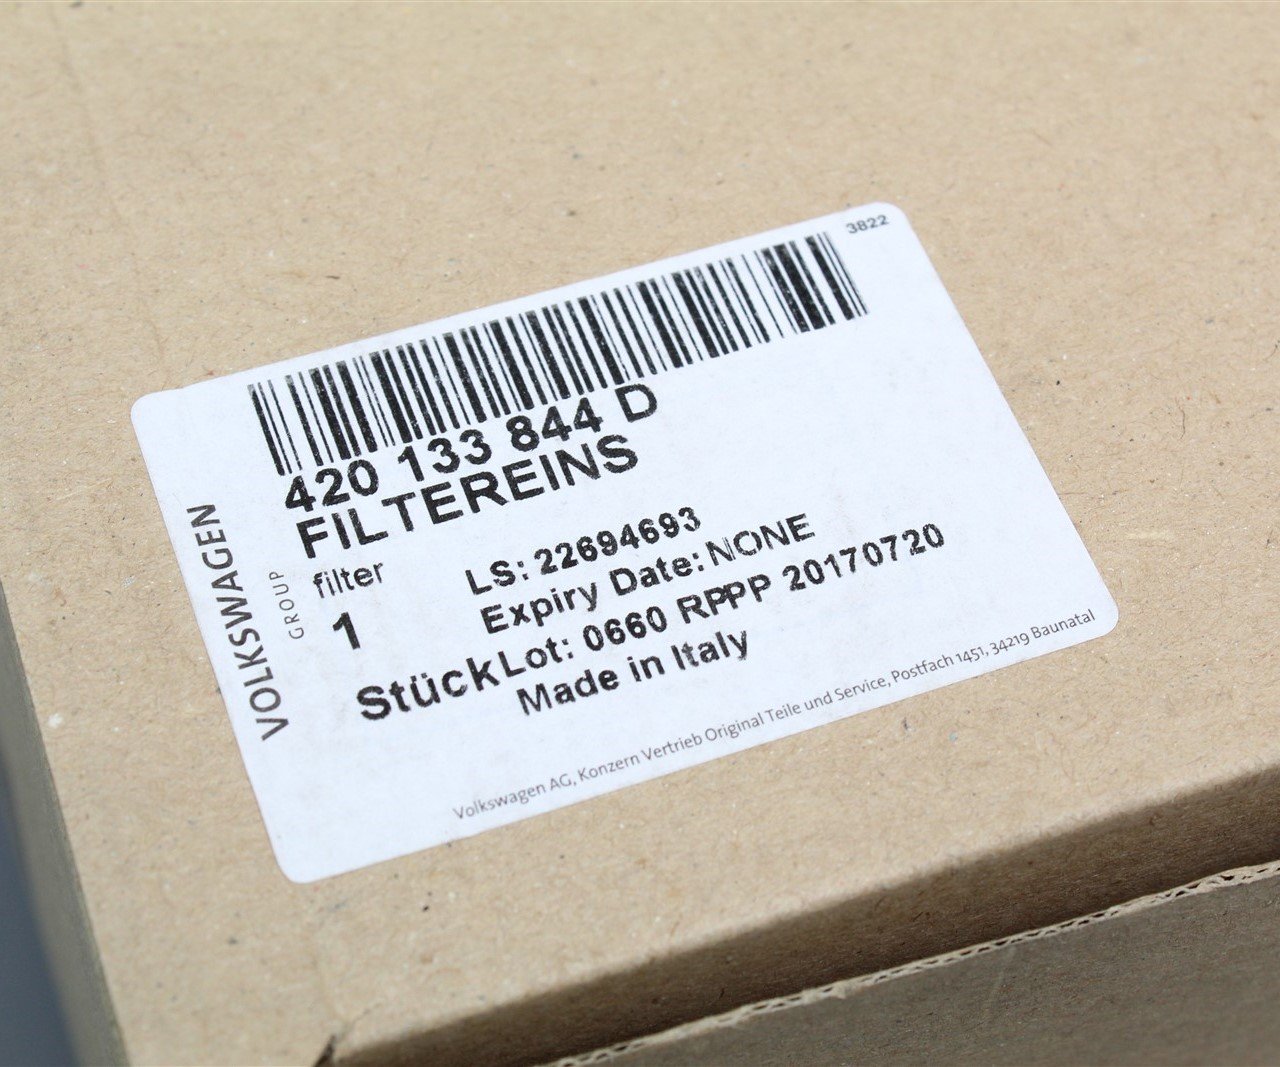 3822
420 133 844 D
FILTEREINS
filter
1
Stück
LS: 22694693
Expiry Date: NONE
Lot: 0660 RPPP 20170720
Made in Italy
VOLKSWAGEN
GROUP
Volkswagen AG, Konzern Vertrieb Original Teile und Service, Postfach 1451, 34219 Baunatal